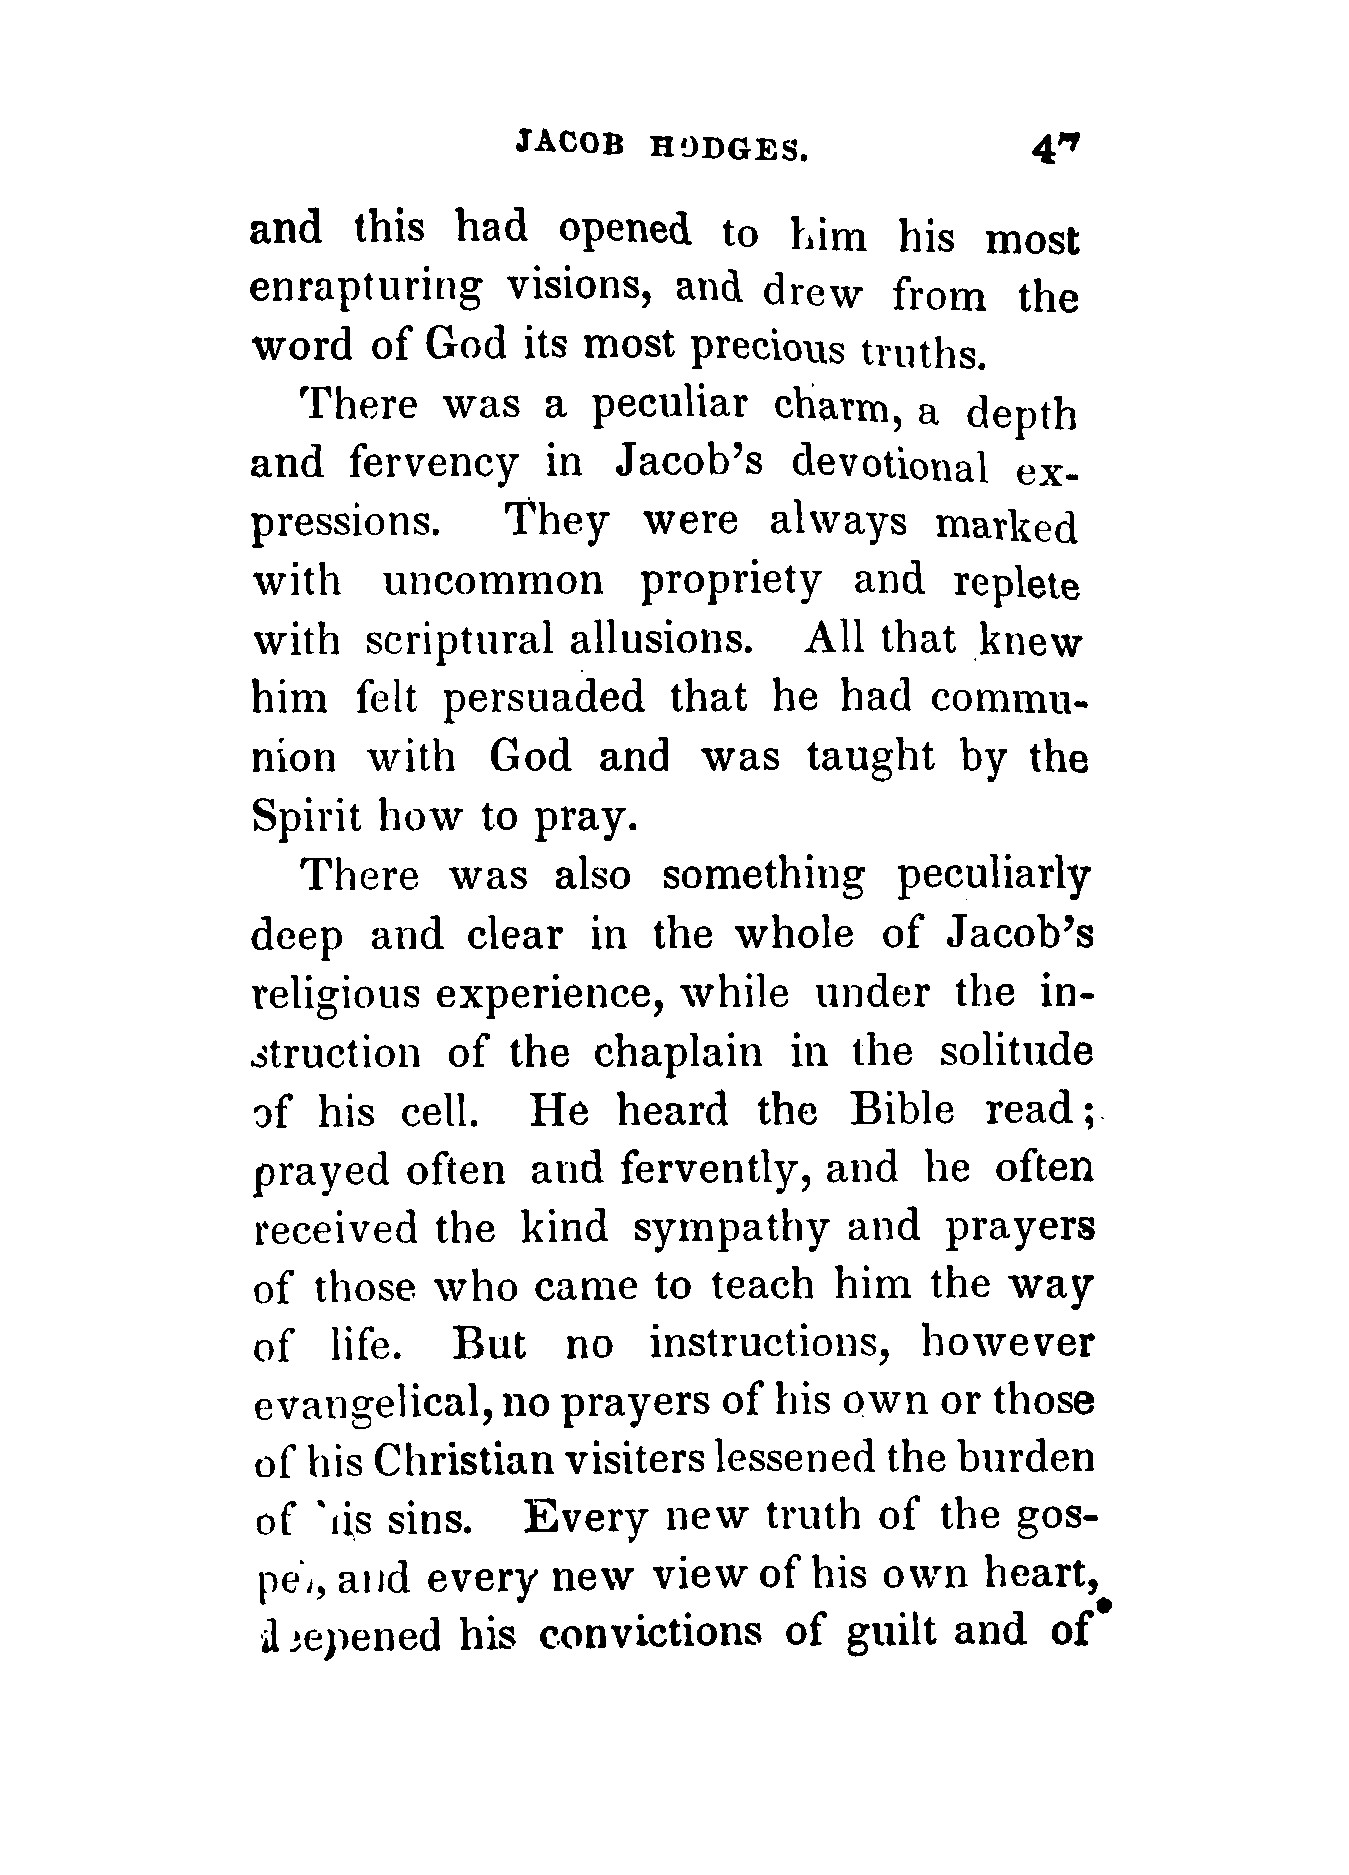 JACOB HODGES. 47
and this had opened to him his most
enrapturing visions, and drew from the
word of God its most precious truths.
There was a peculiar charm, a depth
and fervency in Jacob's devotional ex-
pressions. They were always marked
with uncommon propriety and replete
with scriptural allusions. All that knew
him felt persuaded that he had commu-
nion with God and was taught by the
Spirit how to pray.
There was also something peculiarly
deep and clear in the whole of Jacob's
religious experience, while under the in-
struction of the chaplain in the solitude
of his cell. He heard the Bible read;
prayed often and fervently, and he often
received the kind sympathy and prayers
of those who came to teach him the way
of life. But no instructions, however
evangelical, no prayers of his own or those
of his Christian visiters lessened the burden
of his sins. Every new truth of the gos-
pel, and every new view of his own heart,
deepened his convictions of guilt and of